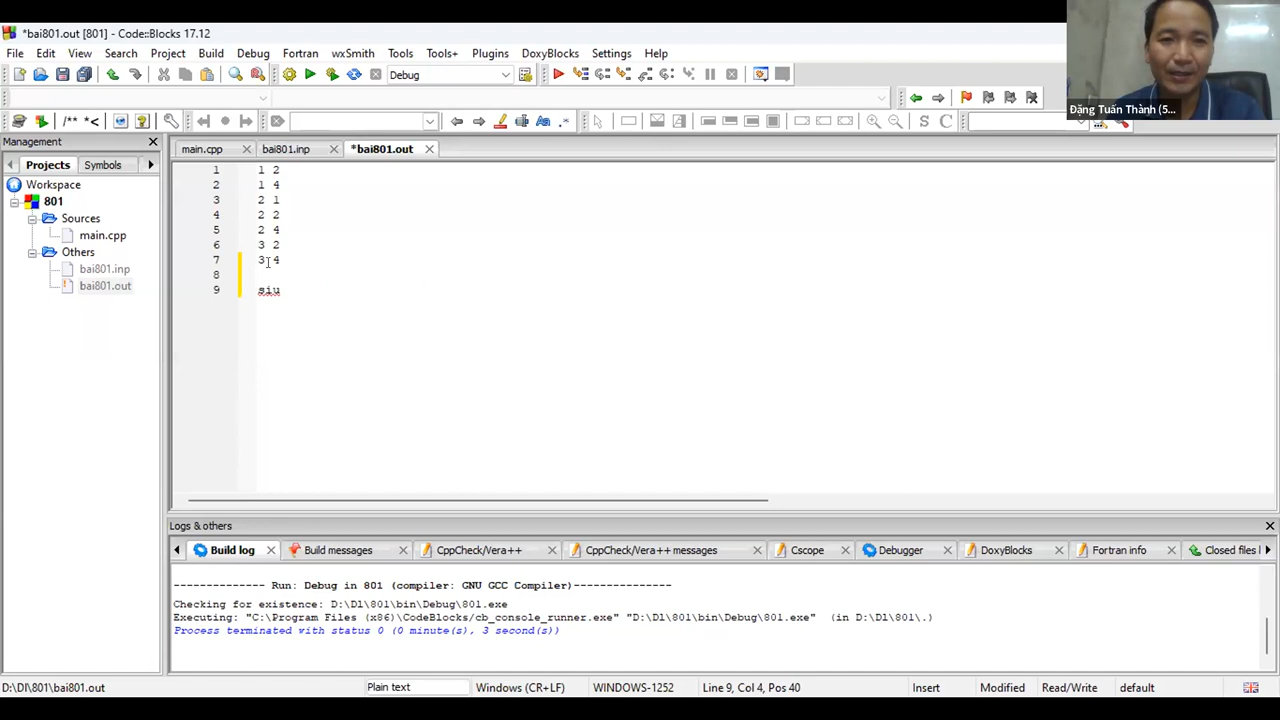 *bai801.out [801] - Code::Blocks 17.12
File Edit View Search Project Build Debug Fortran wxSmith Tools Tools+ Plugins DoxyBlocks Settings Help
Debug
Đặng Tuấn Thành (5...
/** *<
S C
Management
main.cpp bai801.inp *bai801.out
Projects Symbols
Workspace
801
Sources
main.cpp
Others
bai801.inp
bai801.out
1 1 2
2 1 4
3 2 1
4 2 2
5 2 4
6 3 2
7 3 4
8
9 siu
Logs & others
Build log Build messages CppCheck/Vera++ CppCheck/Vera++ messages Cscope Debugger DoxyBlocks Fortran info Closed files l
-------------- Run: Debug in 801 (compiler: GNU GCC Compiler)---------------
Checking for existence: D:\Dl\801\bin\Debug\801.exe
Executing: "C:\Program Files (x86)\CodeBlocks/cb_console_runner.exe" "D:\Dl\801\bin\Debug\801.exe"  (in D:\Dl\801\.)
Process terminated with status 0 (0 minute(s), 3 second(s))
D:\Dl\801\bai801.out Plain text Windows (CR+LF) WINDOWS-1252 Line 9, Col 4, Pos 40 Insert Modified Read/Write default